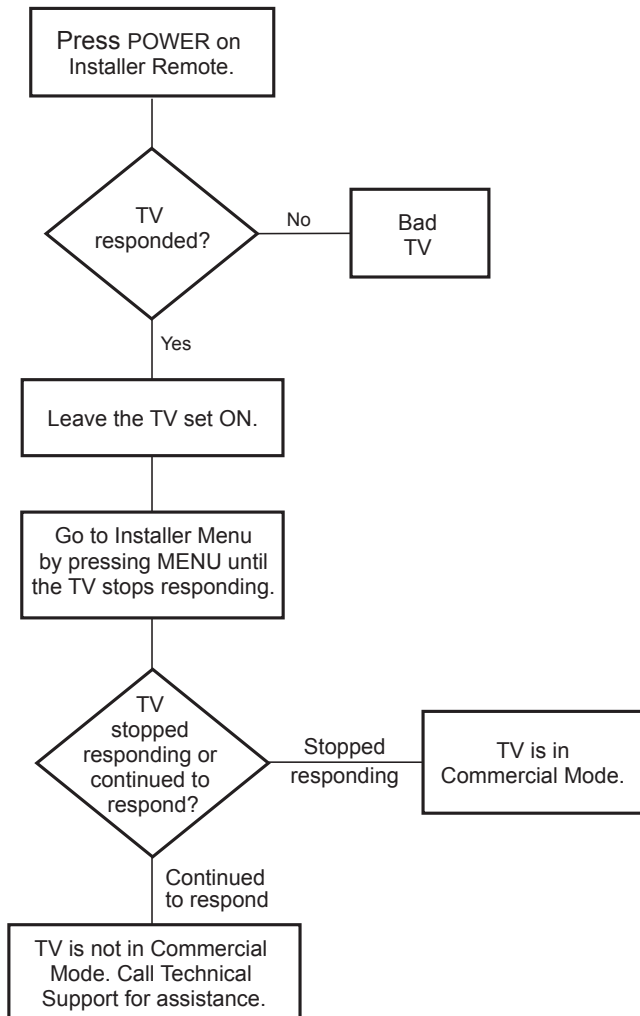 Press POWER on
Installer Remote.
TV
responded?
No
Bad
TV
Yes
Leave the TV set ON.
Go to Installer Menu
by pressing MENU until
the TV stops responding.
TV
stopped
responding or
continued to
respond?
Stopped
responding
TV is in
Commercial Mode.
Continued
to respond
TV is not in Commercial
Mode. Call Technical
Support for assistance.